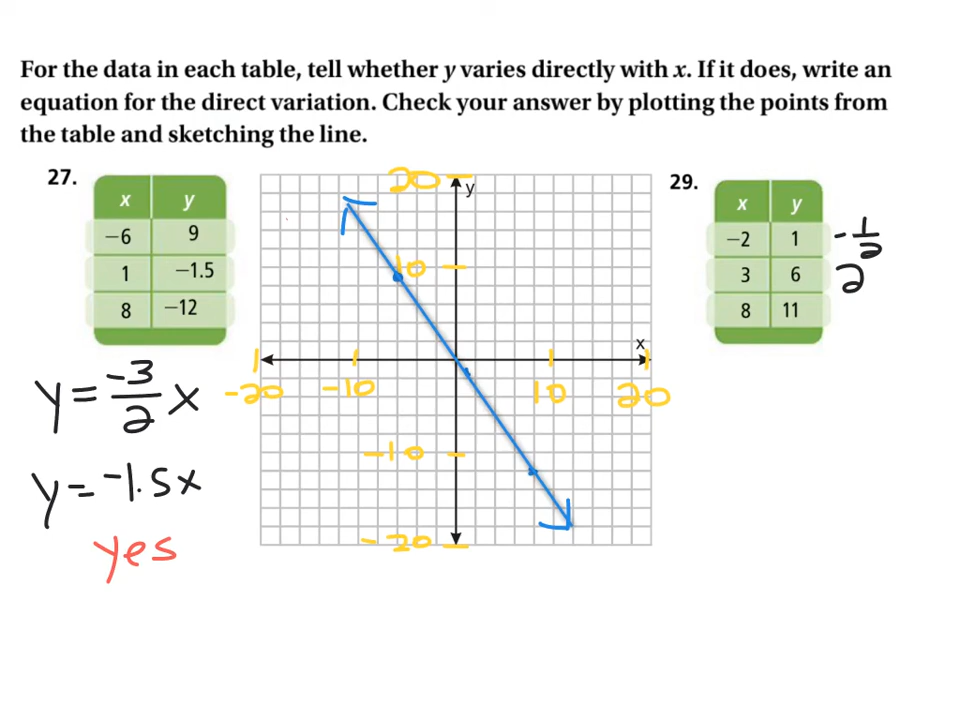 For the data in each table, tell whether y varies directly with x. If it does, write an
equation for the direct variation. Check your answer by plotting the points from
the table and sketching the line.
27.
x y
−6 9
1 −1.5
8 −12
y = -3/2 x
y = -1.5x
yes
20
y
10
x
-20 -10 10 20
-10
-20
29.
x y
−2 1 -1/2
3 6 2
8 11